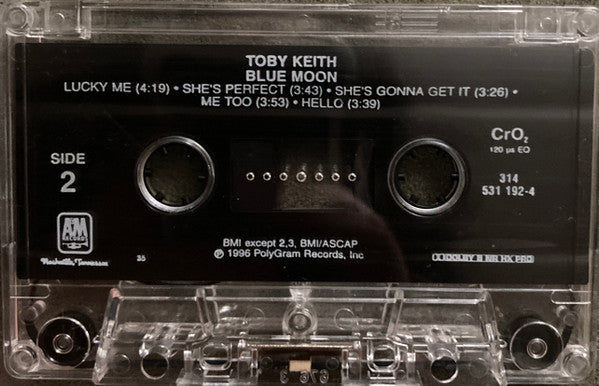 TOBY KEITH
BLUE MOON
LUCKY ME (4:19) • SHE'S PERFECT (3:43) • SHE'S GONNA GET IT (3:26) •
ME TOO (3:53) • HELLO (3:39)
SIDE
2
CrO₂
120 µs EQ
314
531 192-4
A&M
RECORDS
Nashville, Tennessee
35
BMI except 2,3, BMI/ASCAP
℗ 1996 PolyGram Records, Inc
DOLBY B NR HX PRO